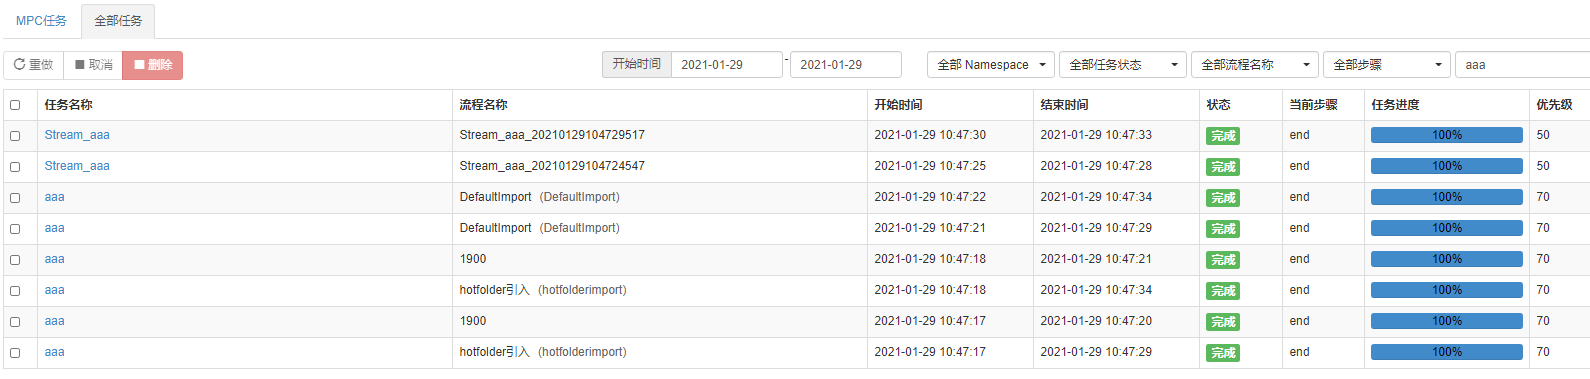 MPC任务 全部任务
重做 取消 删除 开始时间 2021-01-29 - 2021-01-29 全部 Namespace 全部任务状态 全部流程名称 全部步骤 aaa
任务名称 流程名称 开始时间 结束时间 状态 当前步骤 任务进度 优先级
Stream_aaa Stream_aaa_20210129104729517 2021-01-29 10:47:30 2021-01-29 10:47:33 完成 end 100% 50
Stream_aaa Stream_aaa_20210129104724547 2021-01-29 10:47:25 2021-01-29 10:47:28 完成 end 100% 50
aaa DefaultImport (DefaultImport) 2021-01-29 10:47:22 2021-01-29 10:47:34 完成 end 100% 70
aaa DefaultImport (DefaultImport) 2021-01-29 10:47:21 2021-01-29 10:47:29 完成 end 100% 70
aaa 1900 2021-01-29 10:47:18 2021-01-29 10:47:21 完成 end 100% 70
aaa hotfolder引入 (hotfolderimport) 2021-01-29 10:47:18 2021-01-29 10:47:34 完成 end 100% 70
aaa 1900 2021-01-29 10:47:17 2021-01-29 10:47:20 完成 end 100% 70
aaa hotfolder引入 (hotfolderimport) 2021-01-29 10:47:17 2021-01-29 10:47:29 完成 end 100% 70